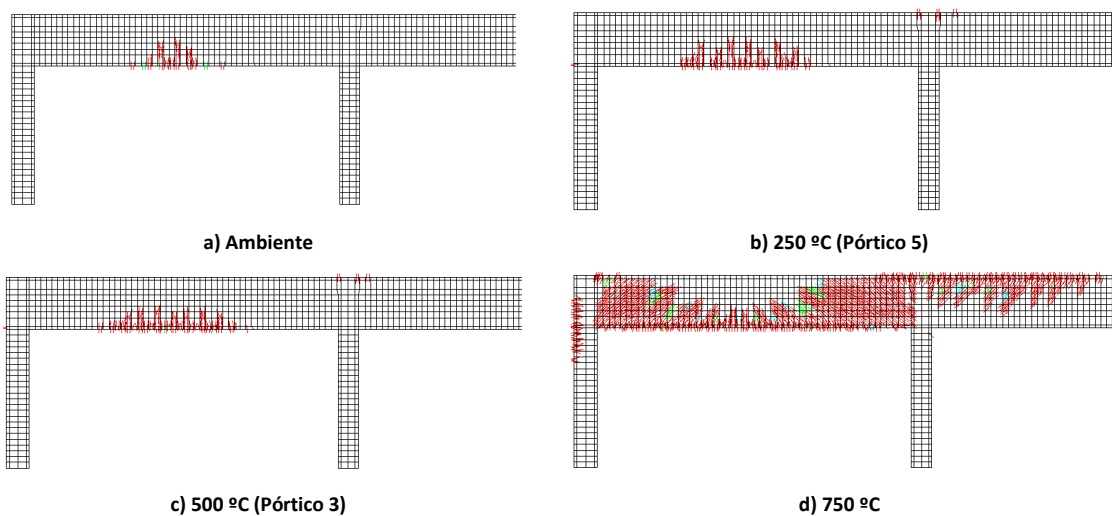 a) Ambiente
b) 250 ºC (Pórtico 5)
c) 500 ºC (Pórtico 3)
d) 750 ºC